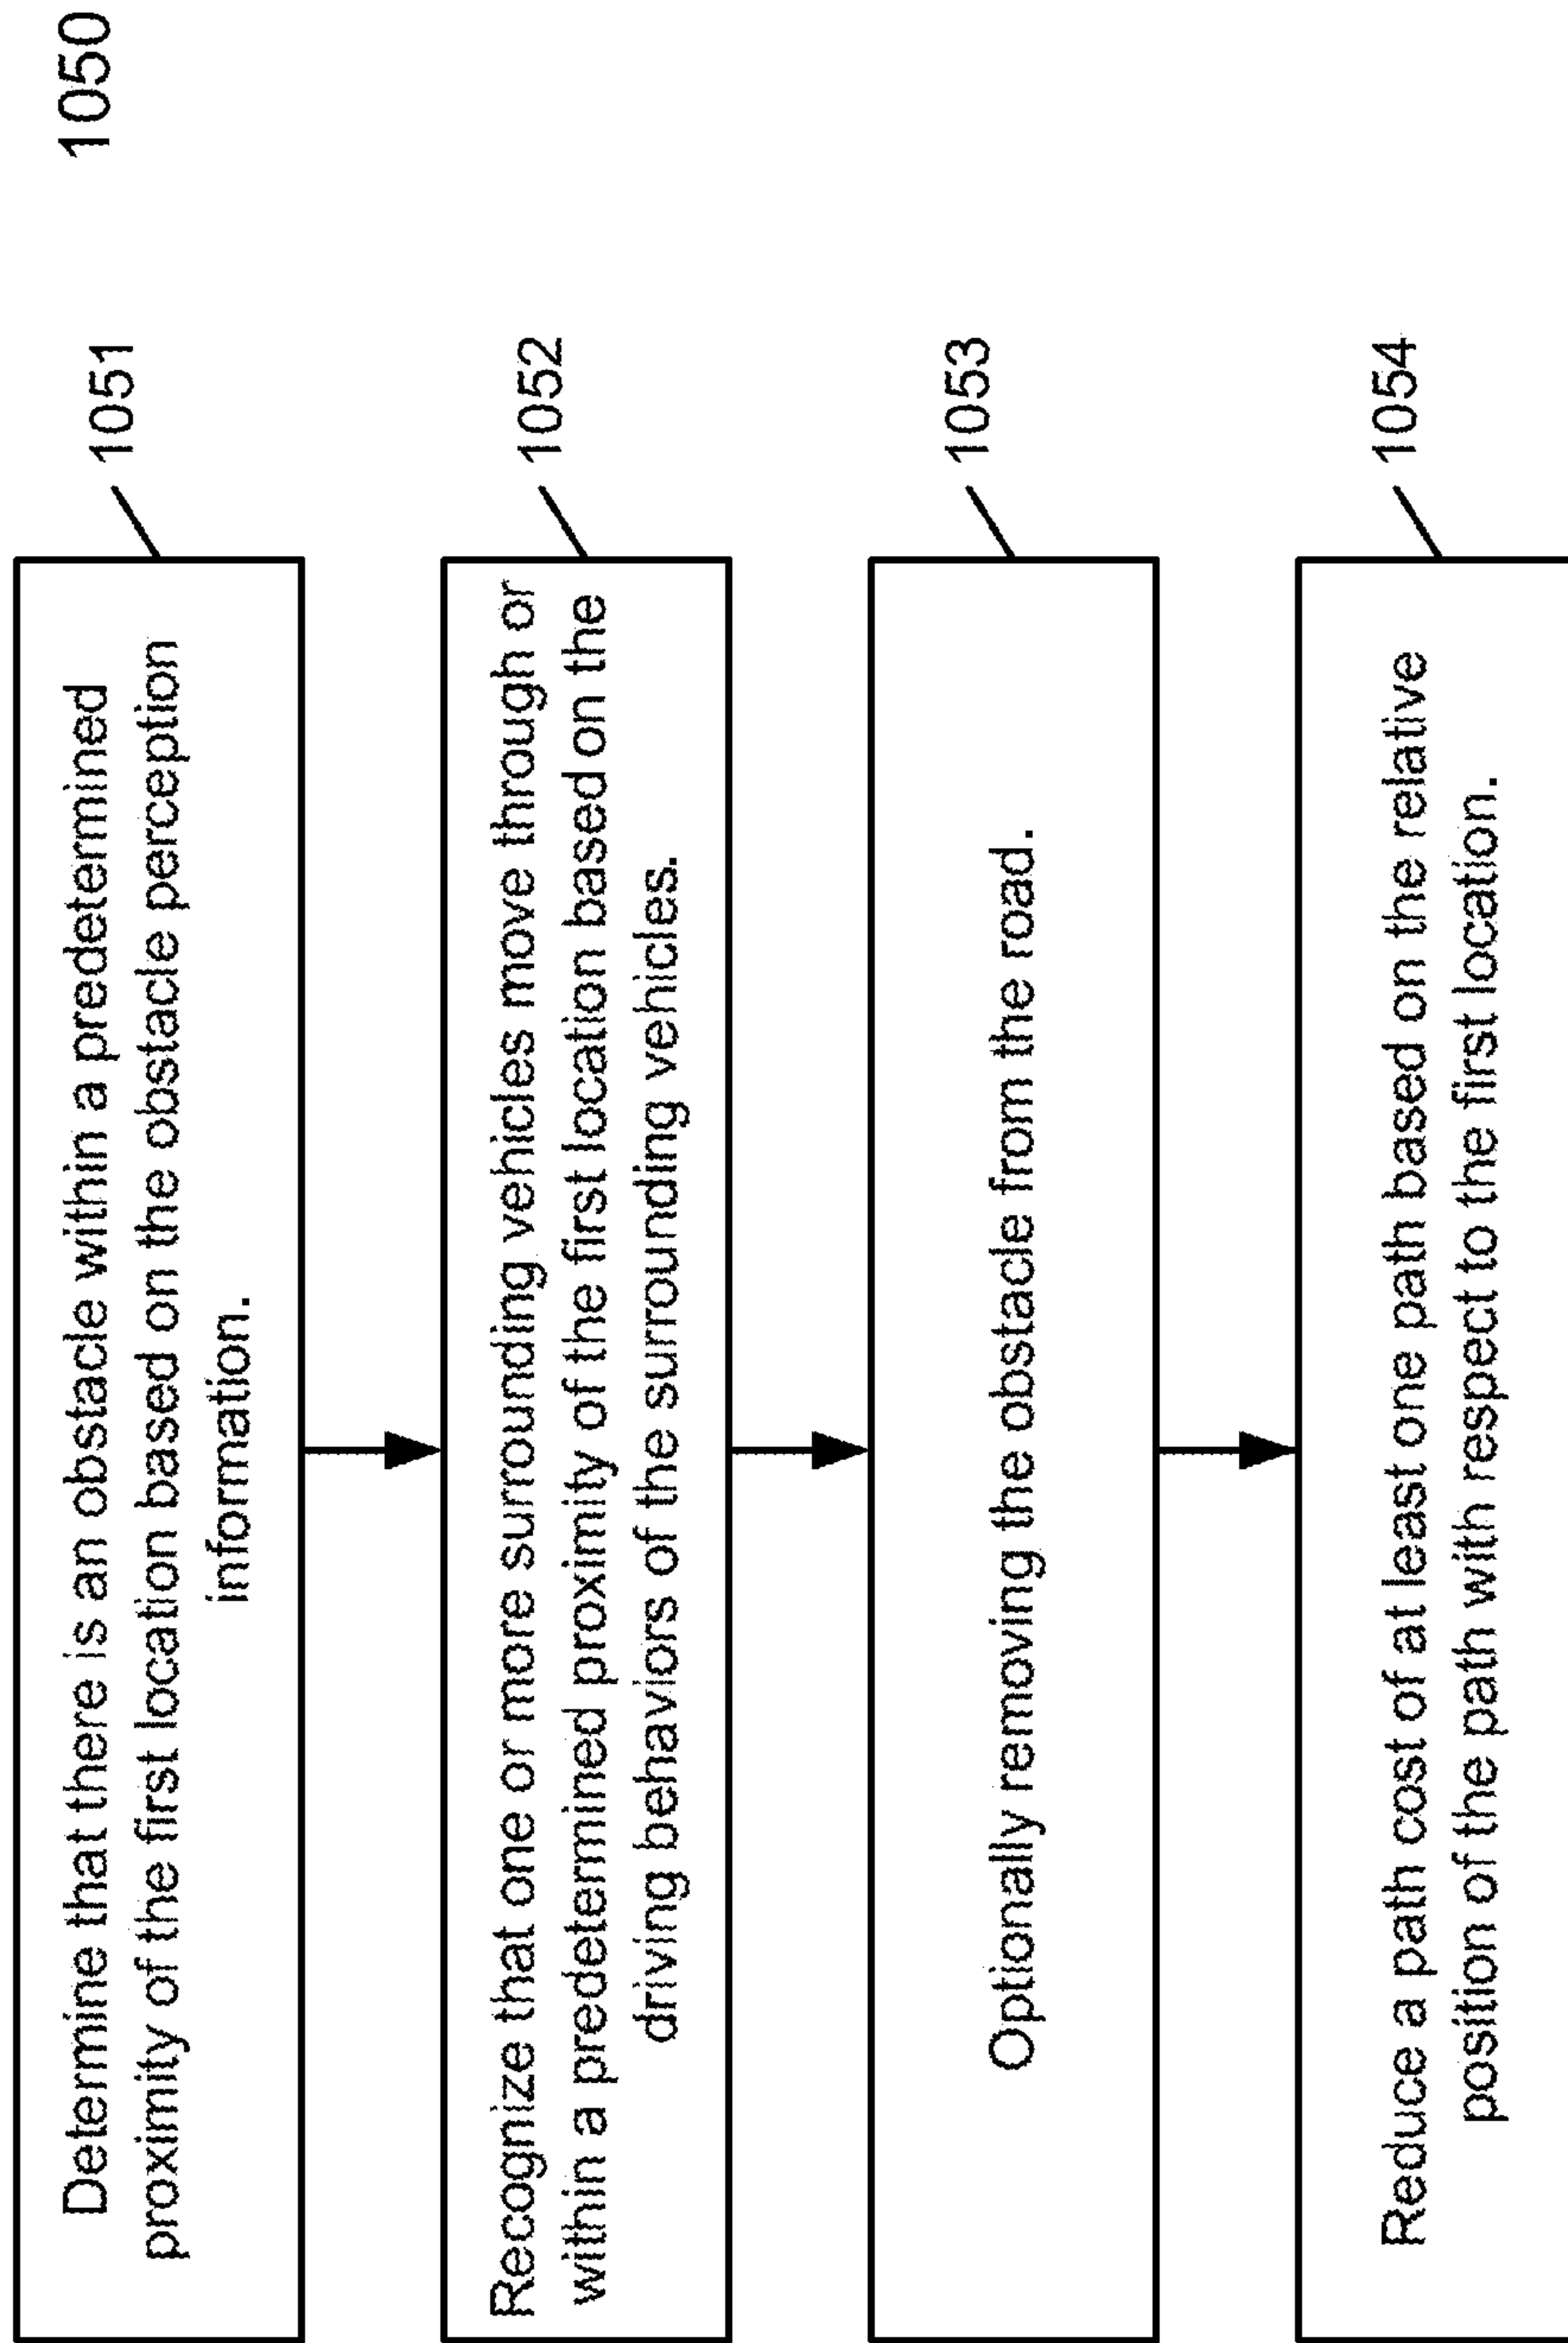 1050
Determine that there is an obstacle within a predetermined
proximity of the first location based on the obstacle perception
information.
1051
Recognize that one or more surrounding vehicles move through or
within a predetermined proximity of the first location based on the
driving behaviors of the surrounding vehicles.
1052
Optionally removing the obstacle from the road.
1053
Reduce a path cost of at least one path based on the relative
position of the path with respect to the first location.
1054